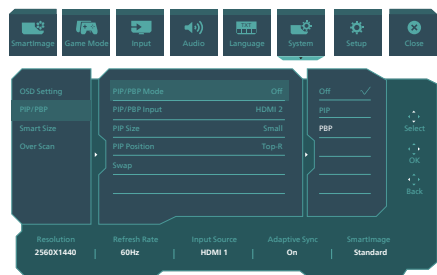 TXT
SmartImage Game Mode Input Audio Language System Setup Close
OSD Setting
PIP/PBP
Smart Size
Over Scan
PIP/PBP Mode Off
PIP/PBP Input HDMI 2
PIP Size Small
PIP Position Top-R
Swap
Off
PIP
PBP
Select
OK
Back
Resolution Refresh Rate Input Source Adaptive Sync SmartImage
2560X1440 | 60Hz | HDMI 1 | On | Standard